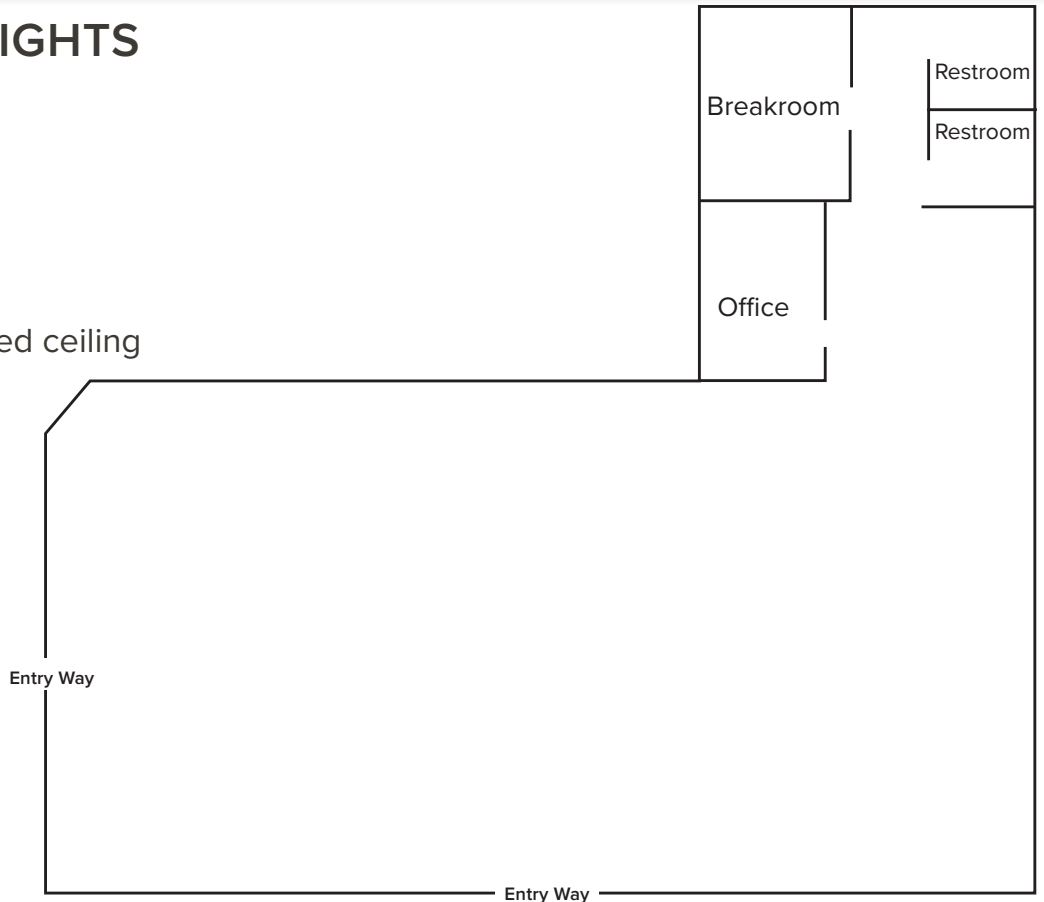 IGHTS
Restroom
Breakroom
Restroom
Office
ed ceiling
Entry Way
Entry Way